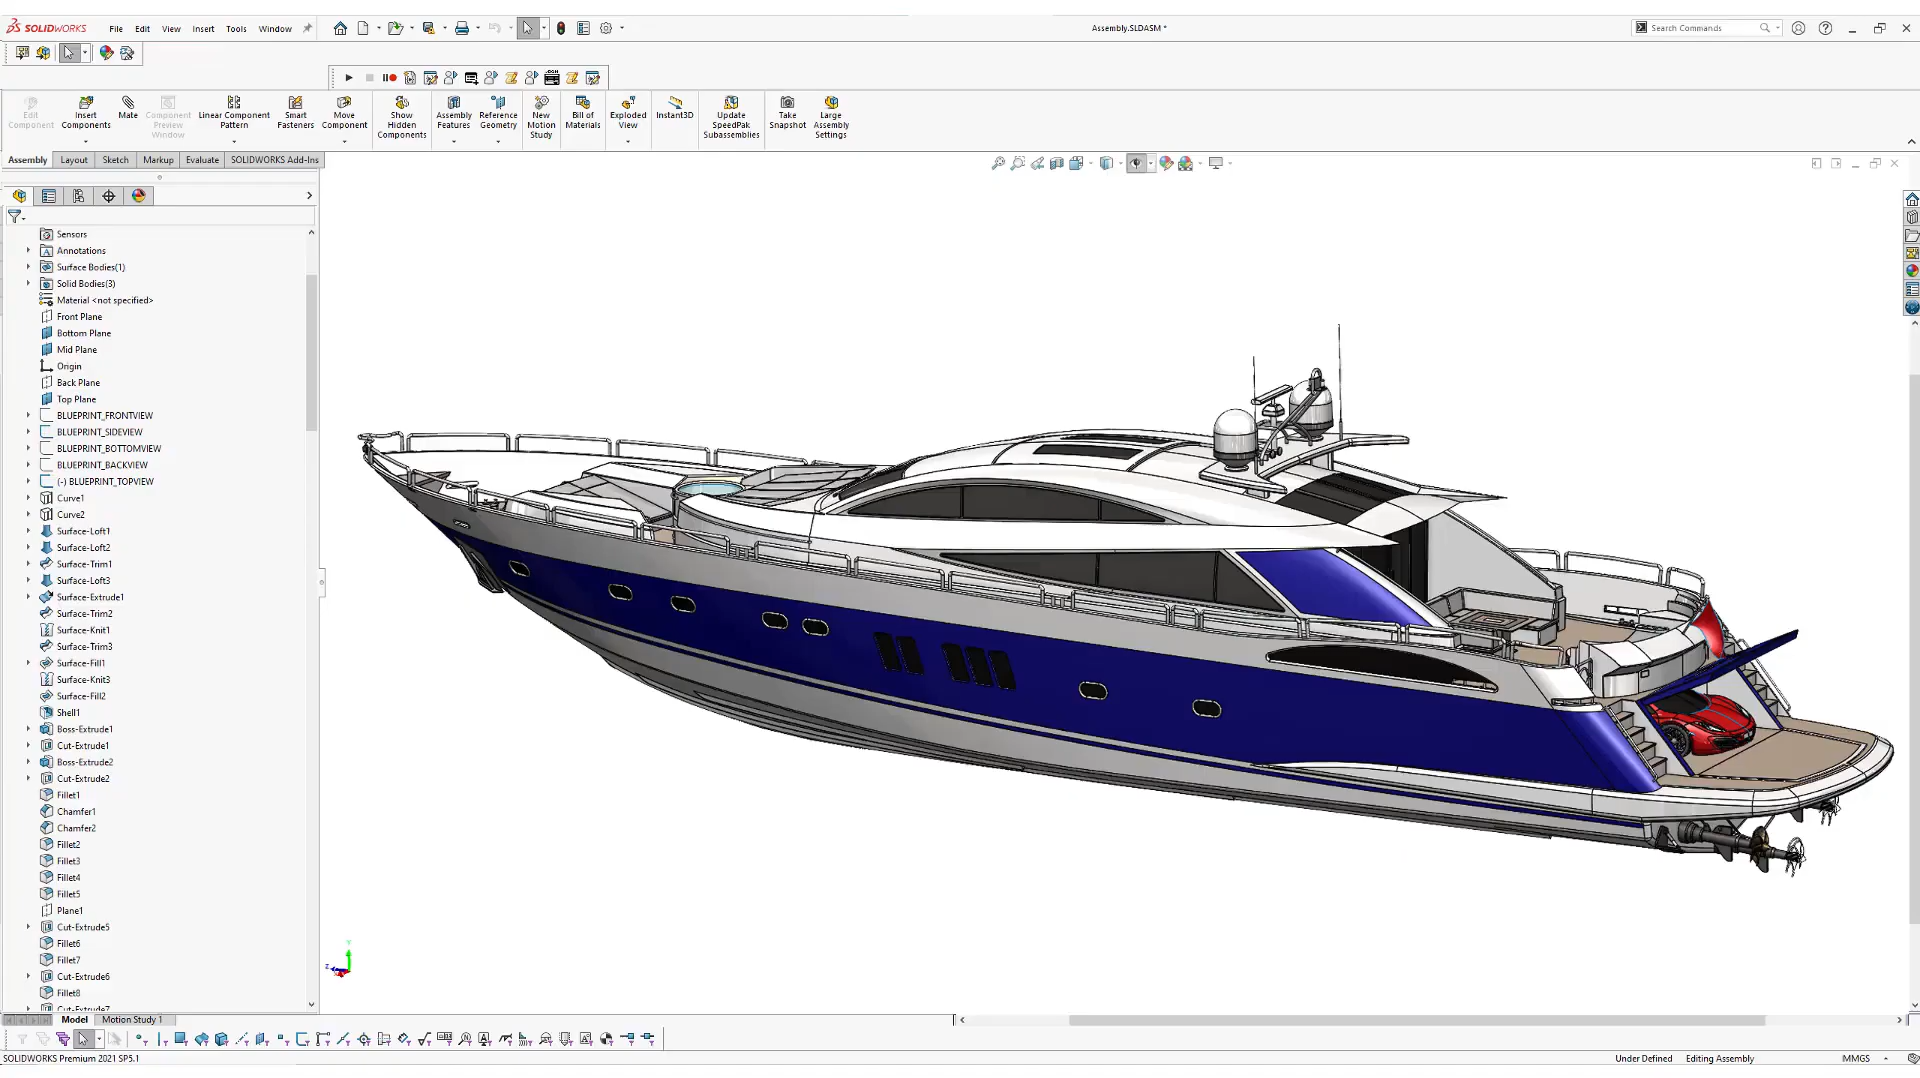 SOLIDWORKS File Edit View Insert Tools Window Assembly.SLDASM * Search Commands
Edit Component
Insert Components
Mate
Component Preview Window
Linear Component Pattern
Smart Fasteners
Move Component
Show Hidden Components
Assembly Features
Reference Geometry
New Motion Study
Bill of Materials
Exploded View
Instant3D
Update SpeedPak Subassemblies
Take Snapshot
Large Assembly Settings
Assembly Layout Sketch Markup Evaluate SOLIDWORKS Add-Ins
Sensors
Annotations
Surface Bodies(1)
Solid Bodies(3)
Material <not specified>
Front Plane
Bottom Plane
Mid Plane
Origin
Back Plane
Top Plane
BLUEPRINT_FRONTVIEW
BLUEPRINT_SIDEVIEW
BLUEPRINT_BOTTOMVIEW
BLUEPRINT_BACKVIEW
(-) BLUEPRINT_TOPVIEW
Curve1
Curve2
Surface-Loft1
Surface-Loft2
Surface-Trim1
Surface-Loft3
Surface-Extrude1
Surface-Trim2
Surface-Knit1
Surface-Trim3
Surface-Fill1
Surface-Knit3
Surface-Fill2
Shell1
Boss-Extrude1
Cut-Extrude1
Boss-Extrude2
Cut-Extrude2
Fillet1
Chamfer1
Chamfer2
Fillet2
Fillet3
Fillet4
Fillet5
Plane1
Cut-Extrude5
Fillet6
Fillet7
Cut-Extrude6
Fillet8
Cut-Extrude7
Y
Z
Model Motion Study 1
SOLIDWORKS Premium 2021 SP5.1 Under Defined Editing Assembly MMGS